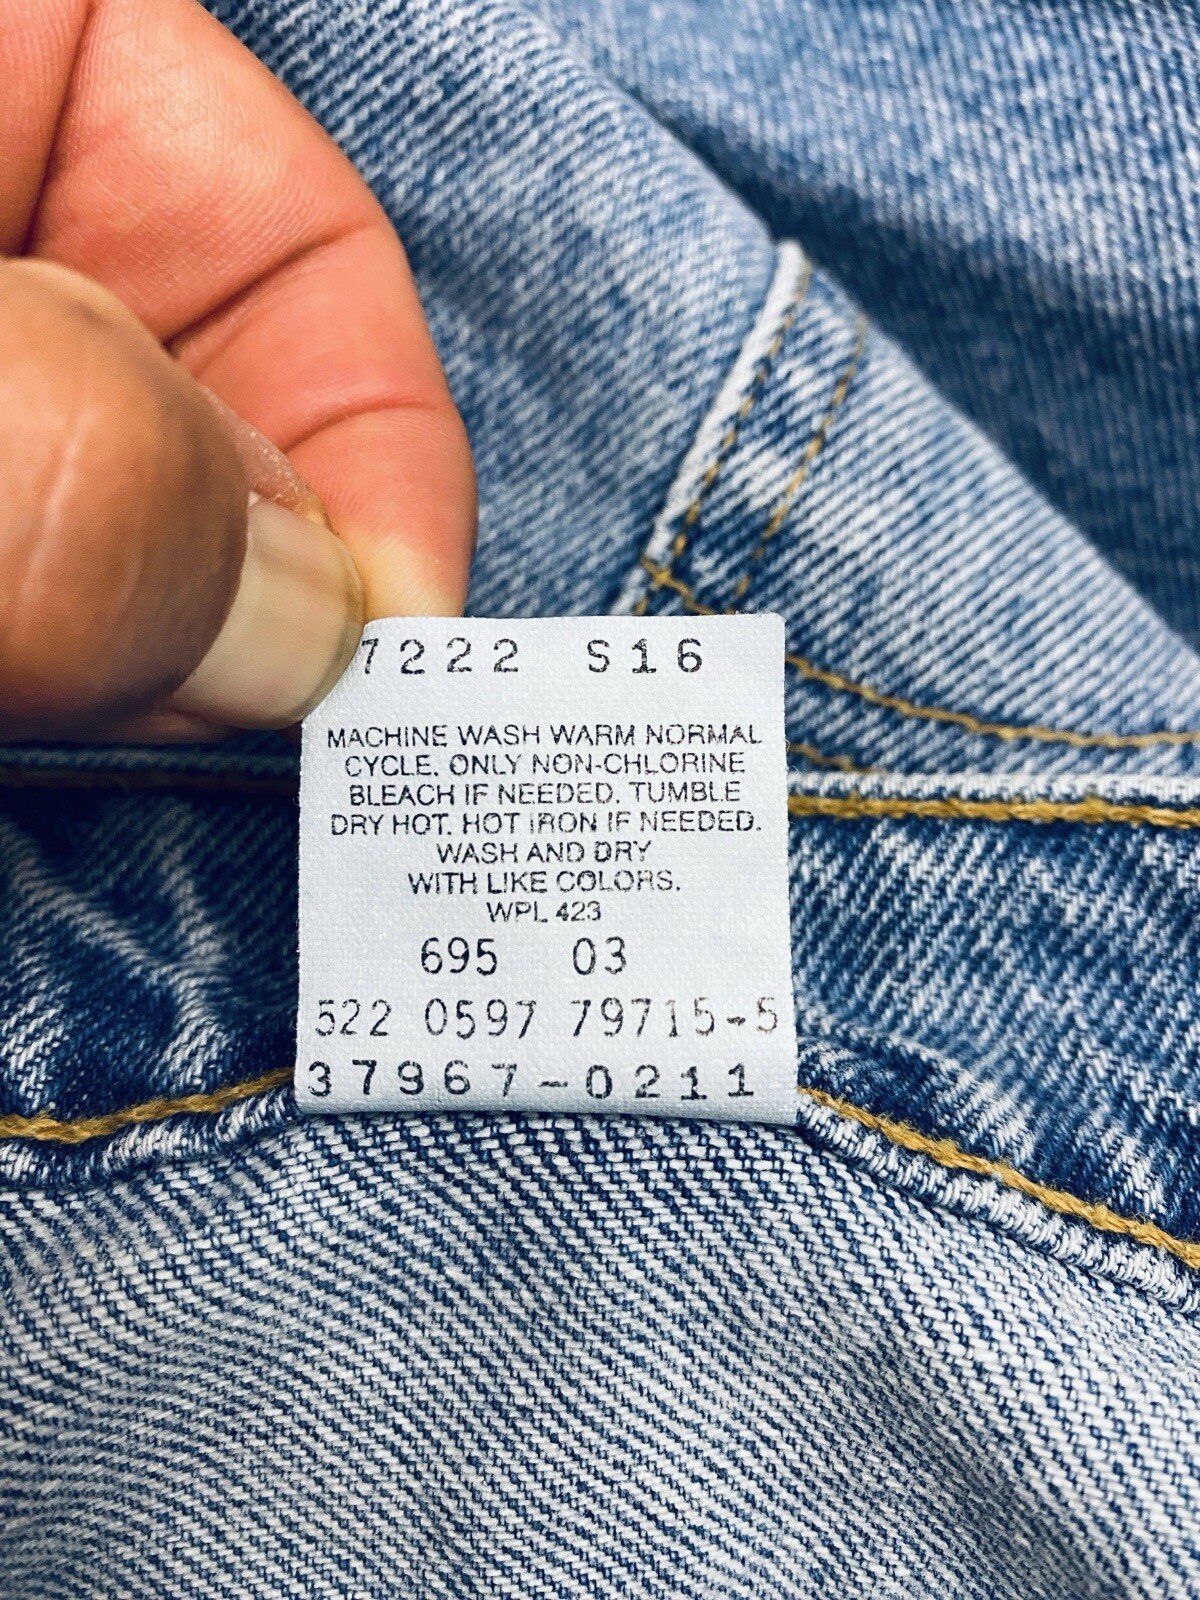 7222 S16
MACHINE WASH WARM NORMAL
CYCLE. ONLY NON-CHLORINE
BLEACH IF NEEDED. TUMBLE
DRY HOT. HOT IRON IF NEEDED.
WASH AND DRY
WITH LIKE COLORS.
WPL 423
695 03
522 0597 79715-5
37967-0211